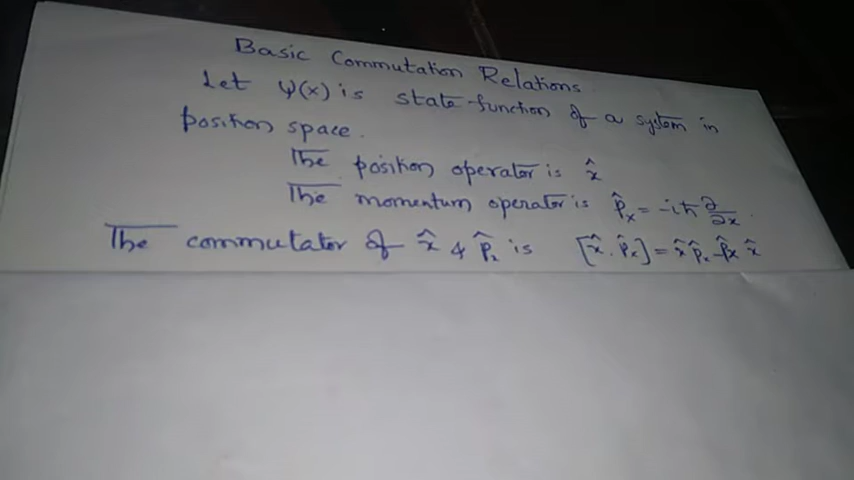 Basic Commutation Relations
Let ψ(x) is state function of a system in
position space.
The position operator is x̂
The momentum operator is p̂ₓ = -iħ ∂/∂x.
The commutator of x̂ & p̂ₓ is [x̂, p̂ₓ] = x̂ p̂ₓ - p̂ₓ x̂